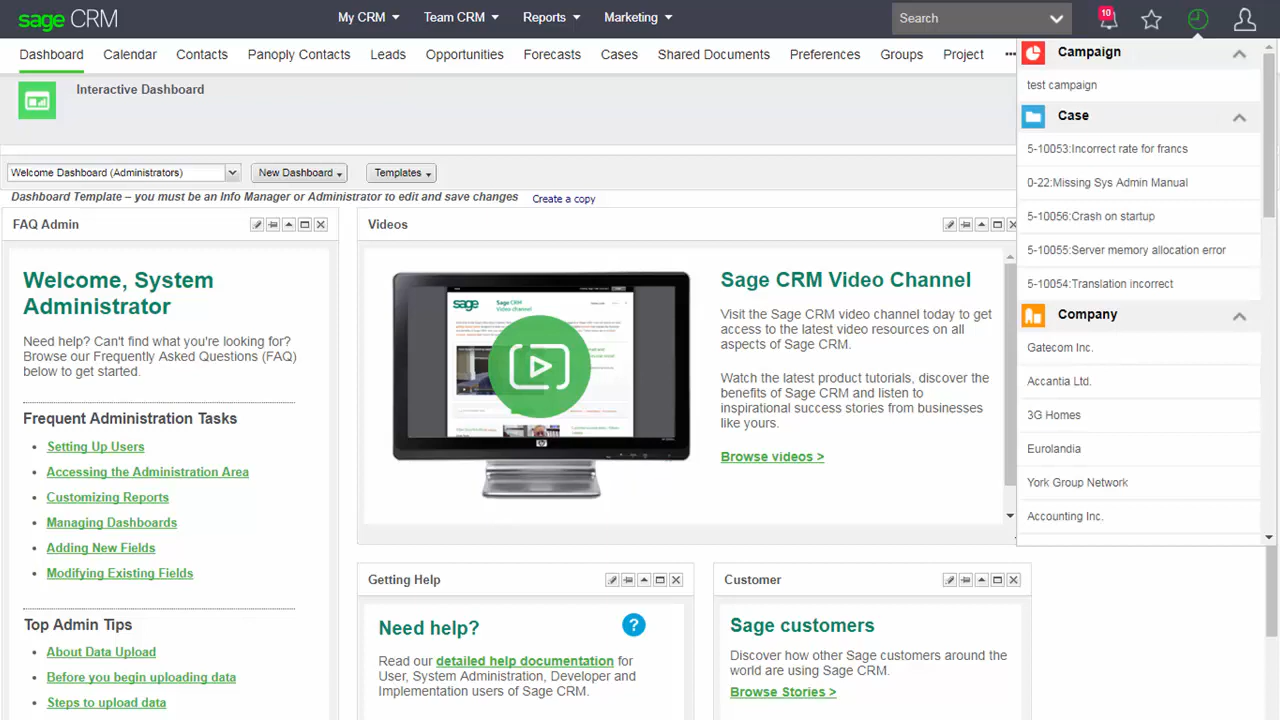 sage CRM
My CRM
Team CRM
Reports
Marketing
Search
10
Dashboard
Calendar
Contacts
Panoply Contacts
Leads
Opportunities
Forecasts
Cases
Shared Documents
Preferences
Groups
Project
•••
Interactive Dashboard
Welcome Dashboard (Administrators)
New Dashboard
Templates
Dashboard Template – you must be an Info Manager or Administrator to edit and save changes
Create a copy
FAQ Admin
Welcome, System
Administrator
Need help? Can't find what you're looking for?
Browse our Frequently Asked Questions (FAQ)
below to get started.
Frequent Administration Tasks
• Setting Up Users
• Accessing the Administration Area
• Customizing Reports
• Managing Dashboards
• Adding New Fields
• Modifying Existing Fields
Top Admin Tips
• About Data Upload
• Before you begin uploading data
• Steps to upload data
Videos
sage
Sage CRM
Video channel
Sage CRM Video Channel
Visit the Sage CRM video channel today to get
access to the latest video resources on all
aspects of Sage CRM.
Watch the latest product tutorials, discover the
benefits of Sage CRM and listen to
inspirational success stories from businesses
like yours.
Browse videos >
Getting Help
Need help?
?
Read our detailed help documentation for
User, System Administration, Developer and
Implementation users of Sage CRM.
Customer
Sage customers
Discover how other Sage customers around the
world are using Sage CRM.
Browse Stories >
Campaign
test campaign
Case
5-10053:Incorrect rate for francs
0-22:Missing Sys Admin Manual
5-10056:Crash on startup
5-10055:Server memory allocation error
5-10054:Translation incorrect
Company
Gatecom Inc.
Accantia Ltd.
3G Homes
Eurolandia
York Group Network
Accounting Inc.